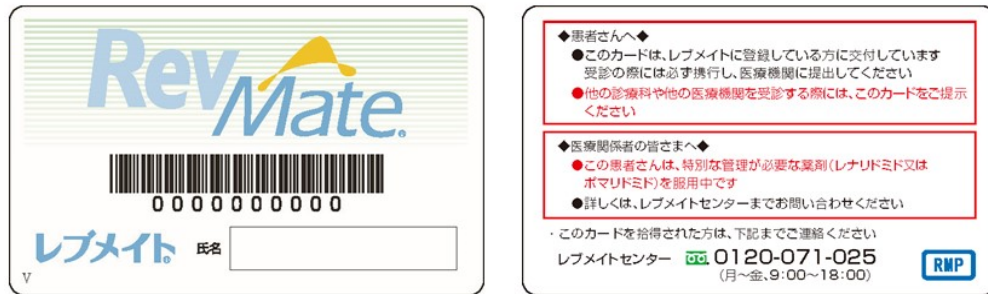 RevMate®
0000000000
レブメイト® 氏名
V
◆患者さんへ◆
●このカードは、レブメイトに登録している方に交付しています
受診の際には必ず携行し、医療機関に提出してください
●他の診療科や他の医療機関を受診する際には、このカードをご提示
ください
◆医療関係者の皆さまへ◆
●この患者さんは、特別な管理が必要な薬剤(レナリドミド又は
ポマリドミド)を服用中です
●詳しくは、レブメイトセンターまでお問い合わせください
・このカードを拾得された方は、下記までご連絡ください
レブメイトセンター 0120-071-025
(月〜金、9:00〜18:00)
RMP